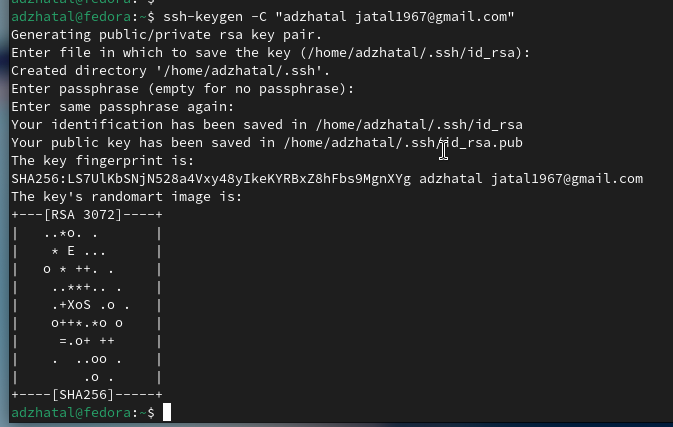 adzhatal@fedora:~$ ssh-keygen -C "adzhatal jatal1967@gmail.com"
Generating public/private rsa key pair.
Enter file in which to save the key (/home/adzhatal/.ssh/id_rsa):
Created directory '/home/adzhatal/.ssh'.
Enter passphrase (empty for no passphrase):
Enter same passphrase again:
Your identification has been saved in /home/adzhatal/.ssh/id_rsa
Your public key has been saved in /home/adzhatal/.ssh/id_rsa.pub
The key fingerprint is:
SHA256:LS7UlKbSNjN528a4Vxy48yIkeKYRBxZ8hFbs9MgnXYg adzhatal jatal1967@gmail.com
The key's randomart image is:
+---[RSA 3072]----+
|   ..*o. .       |
|    * E ...      |
|   o * ++. .     |
|    ..**+.. .    |
|    .+XoS .o .   |
|    o++*.*o o    |
|     =.o+ ++     |
|    .  ..oo .    |
|        .o .     |
+----[SHA256]-----+
adzhatal@fedora:~$